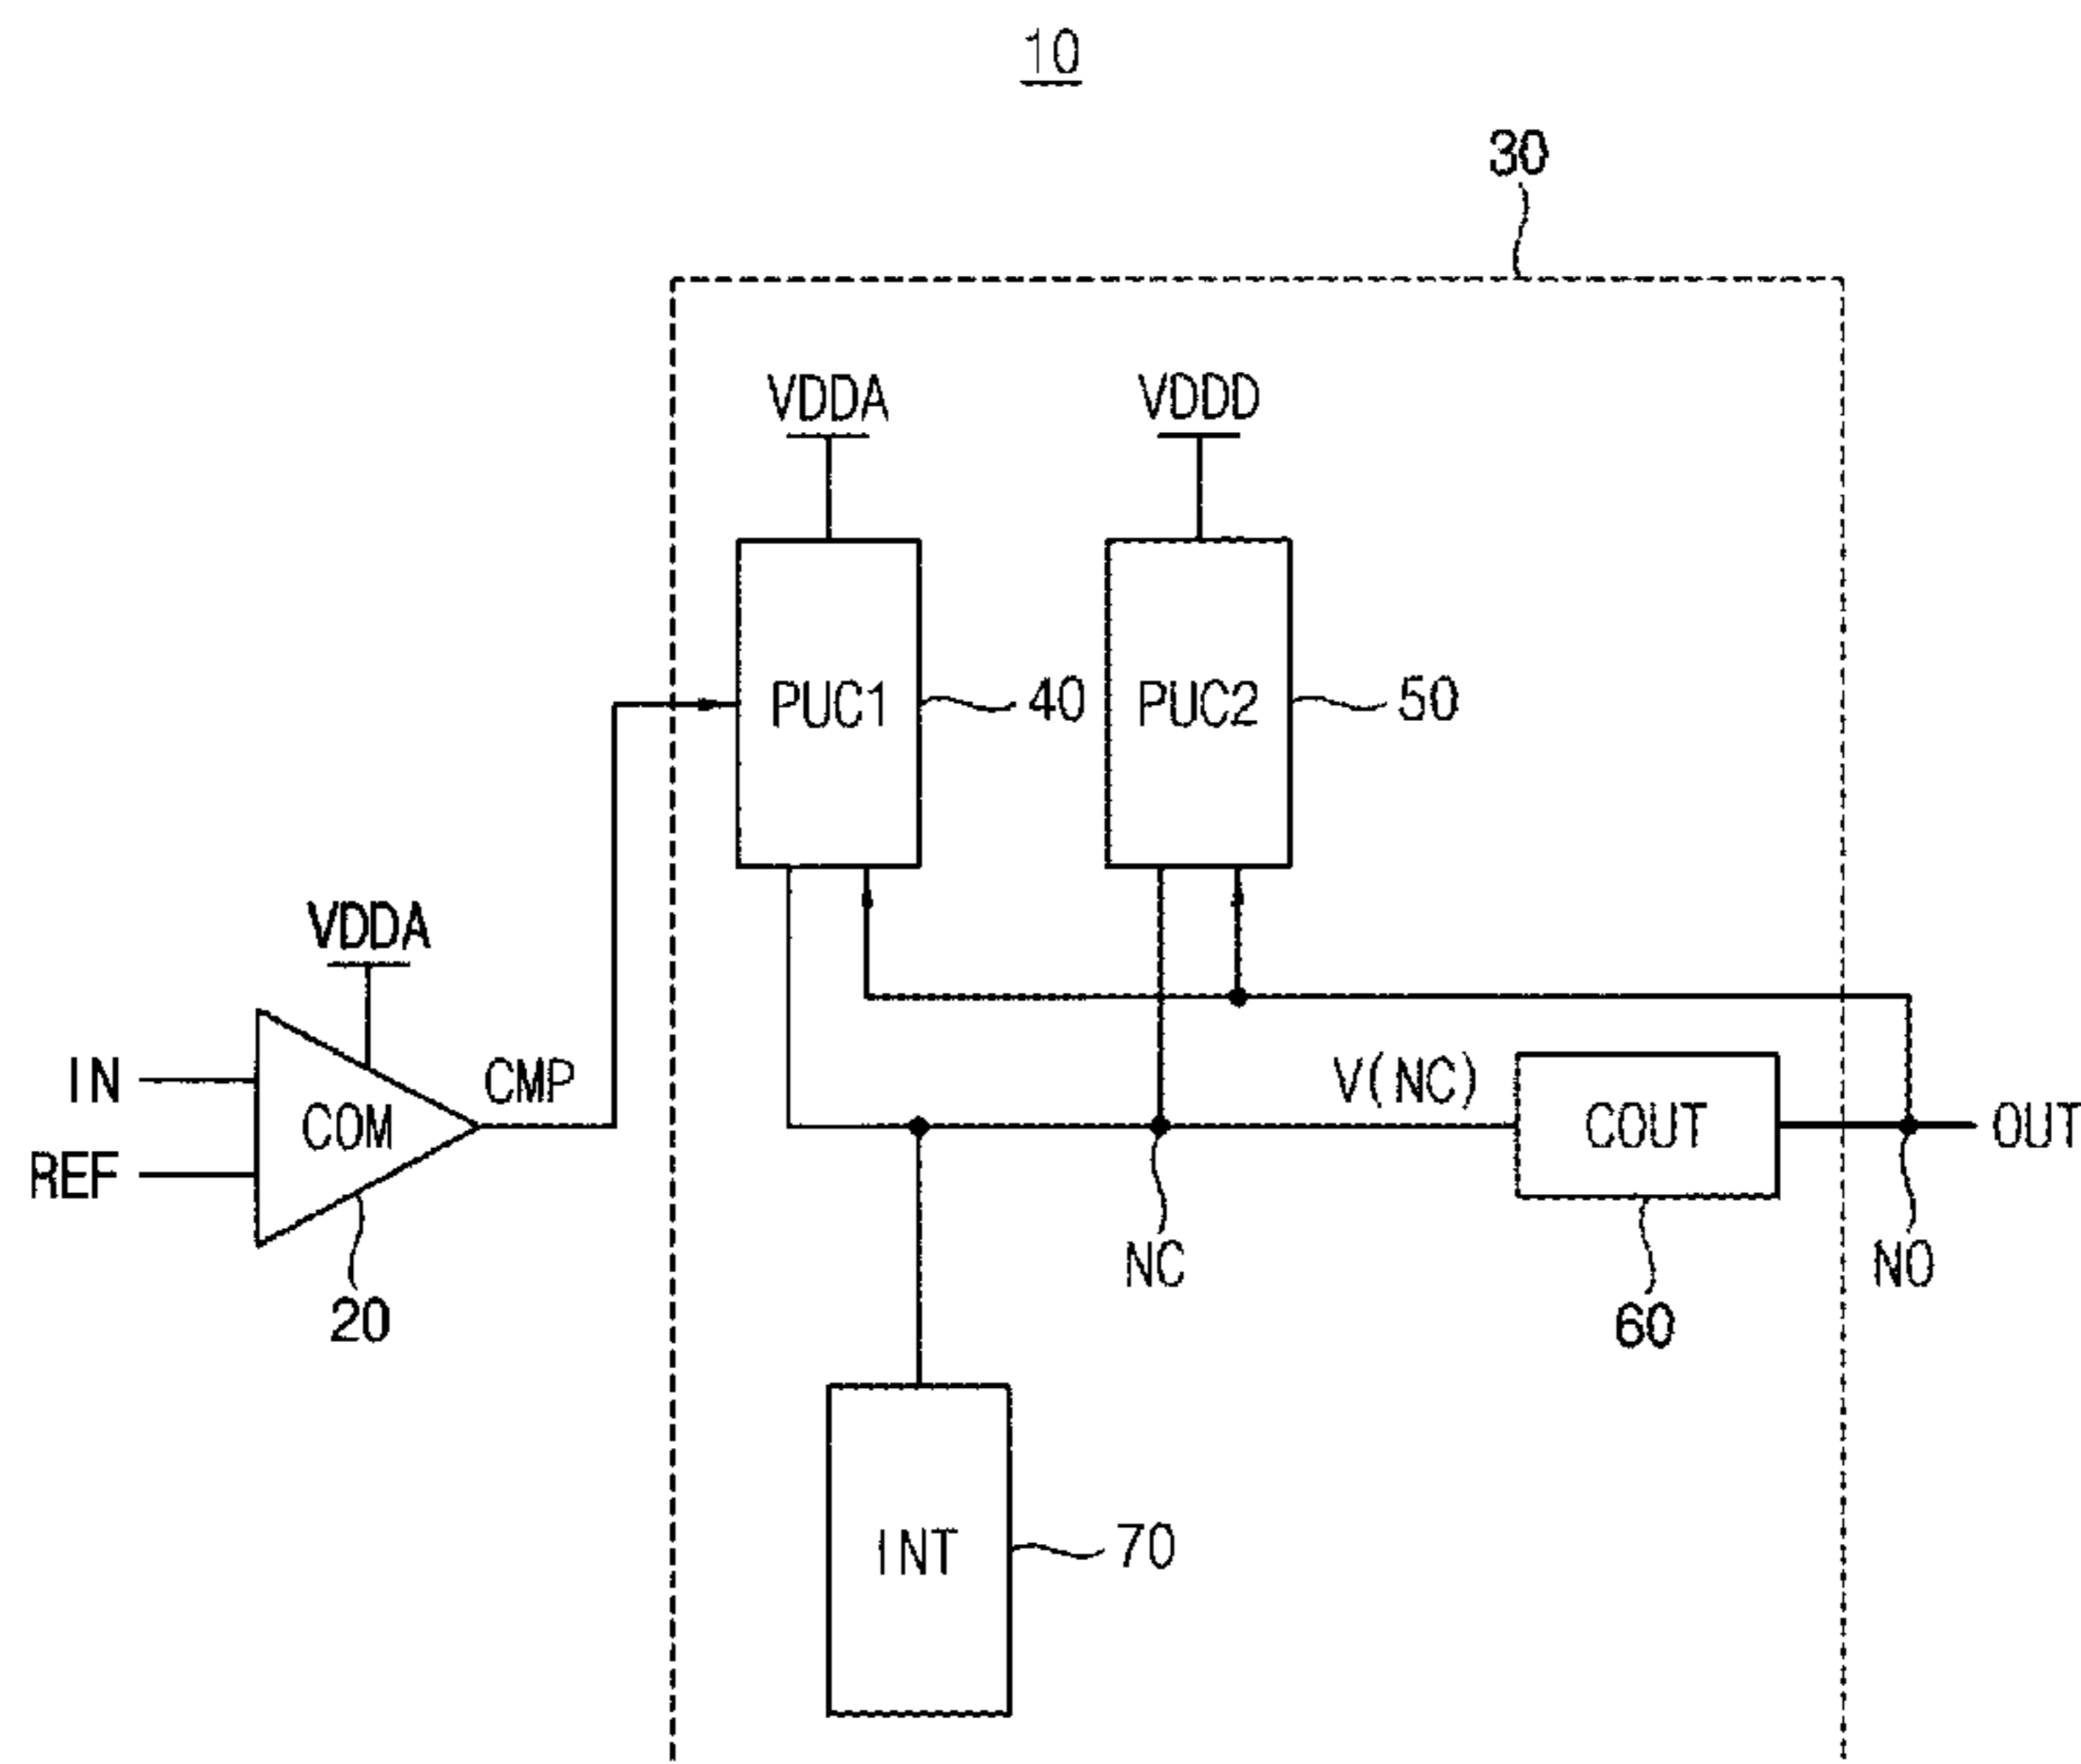 10
30
VDDA
VDDD
PUC1
40
PUC2
50
VDDA
IN
COM
CMP
REF
20
V(NC)
COUT
OUT
NC
60
NO
INT
70